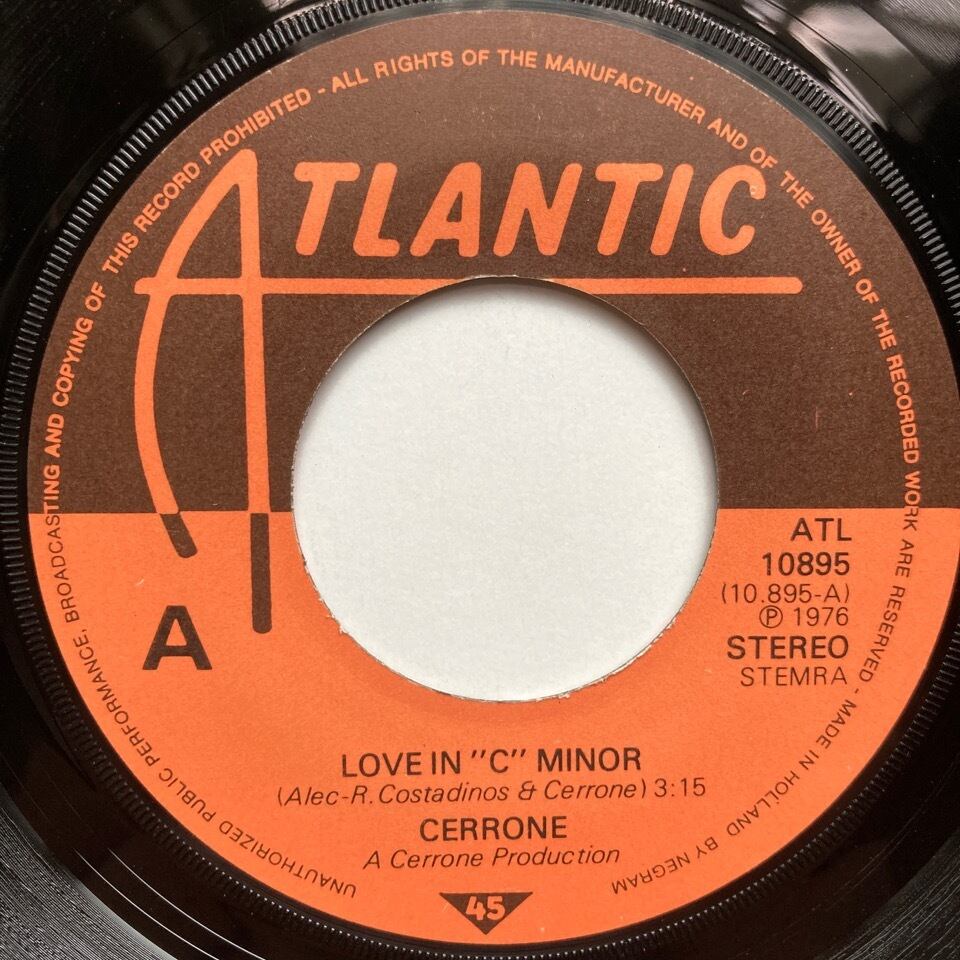 UNAUTHORIZED PUBLIC PERFORMANCE, BROADCASTING AND COPYING OF THIS RECORD PROHIBITED - ALL RIGHTS OF THE MANUFACTURER AND OF THE OWNER OF THE RECORDED WORK ARE RESERVED - MADE IN HOLLAND BY NEGRAM
ATLANTIC
ATL
10895
(10.895-A)
℗ 1976
STEREO
STEMRA
A
LOVE IN "C" MINOR
(Alec-R. Costadinos & Cerrone) 3:15
CERRONE
A Cerrone Production
45